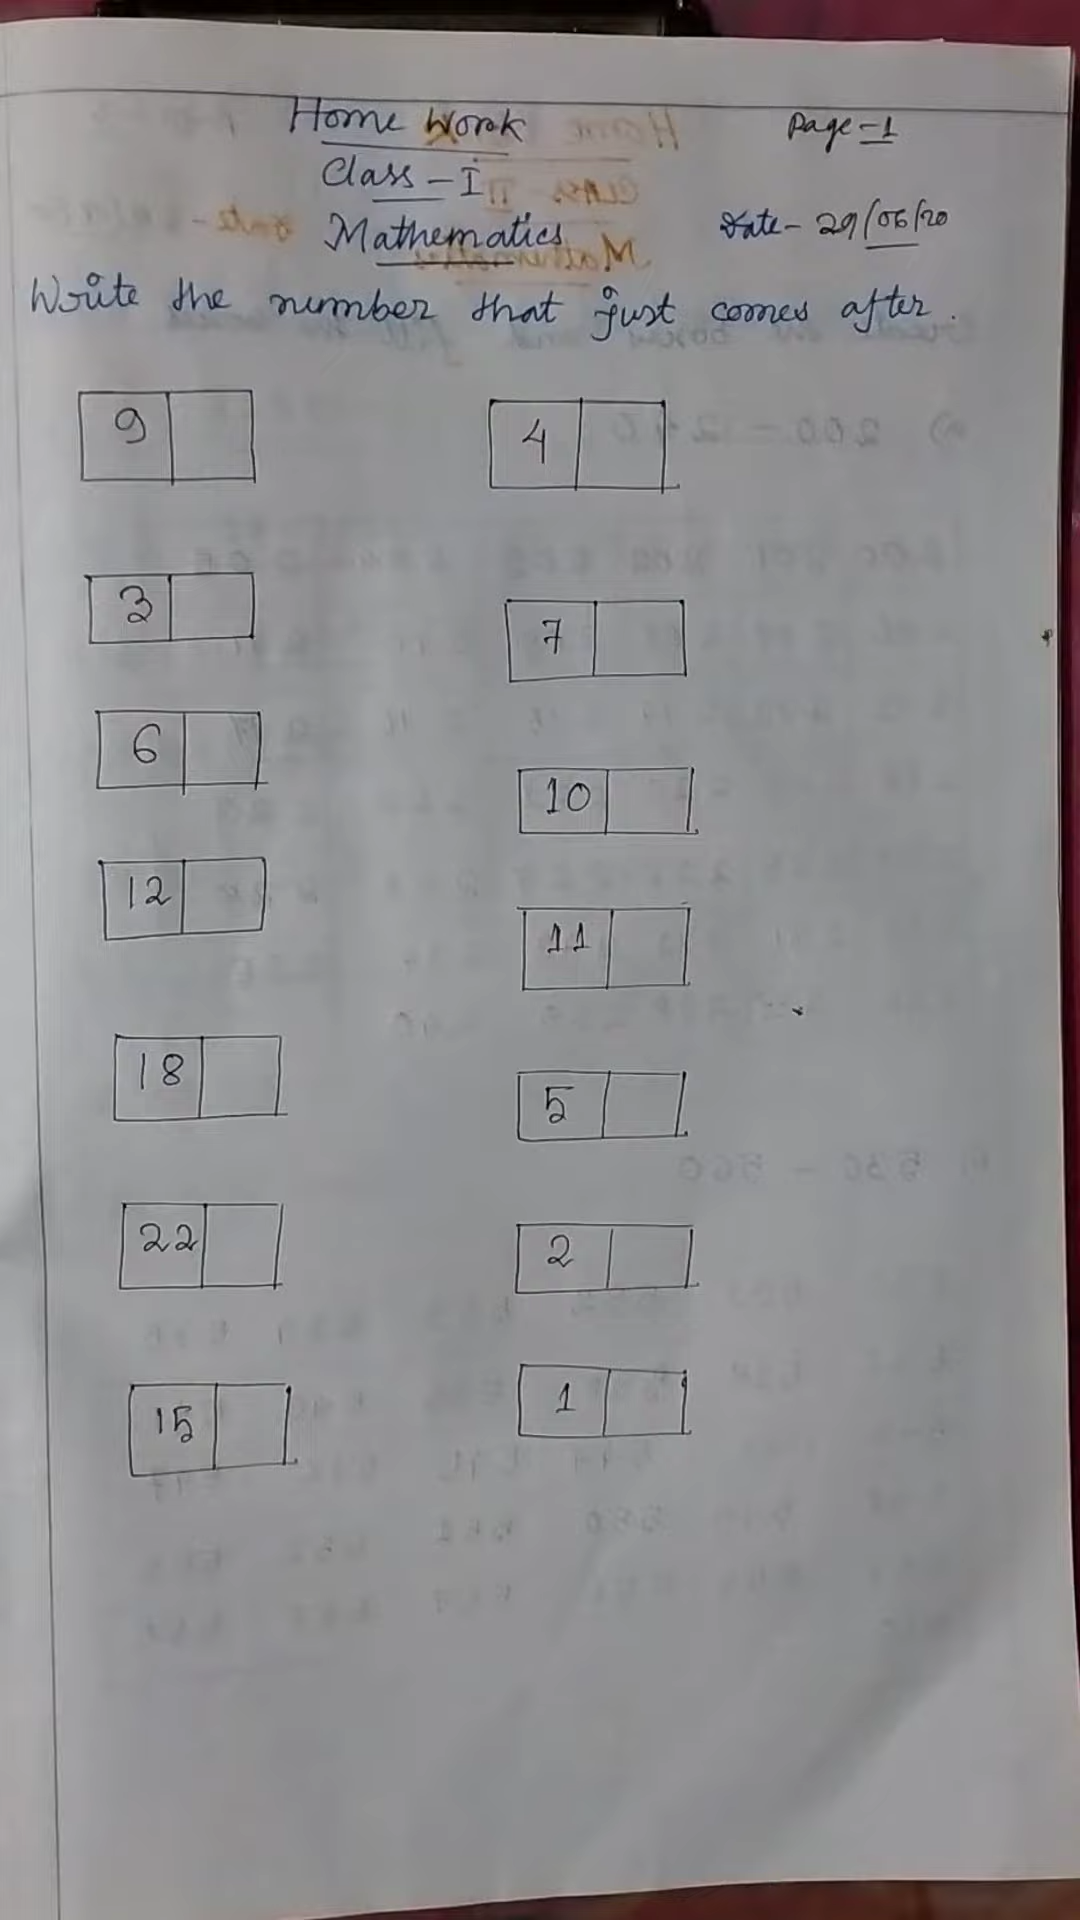 Home Work
Page-1
Class - I
Mathematics
Date - 29/06/20
Write the number that just comes after.
9
4
3
7
6
10
12
11
18
5
22
2
15
1